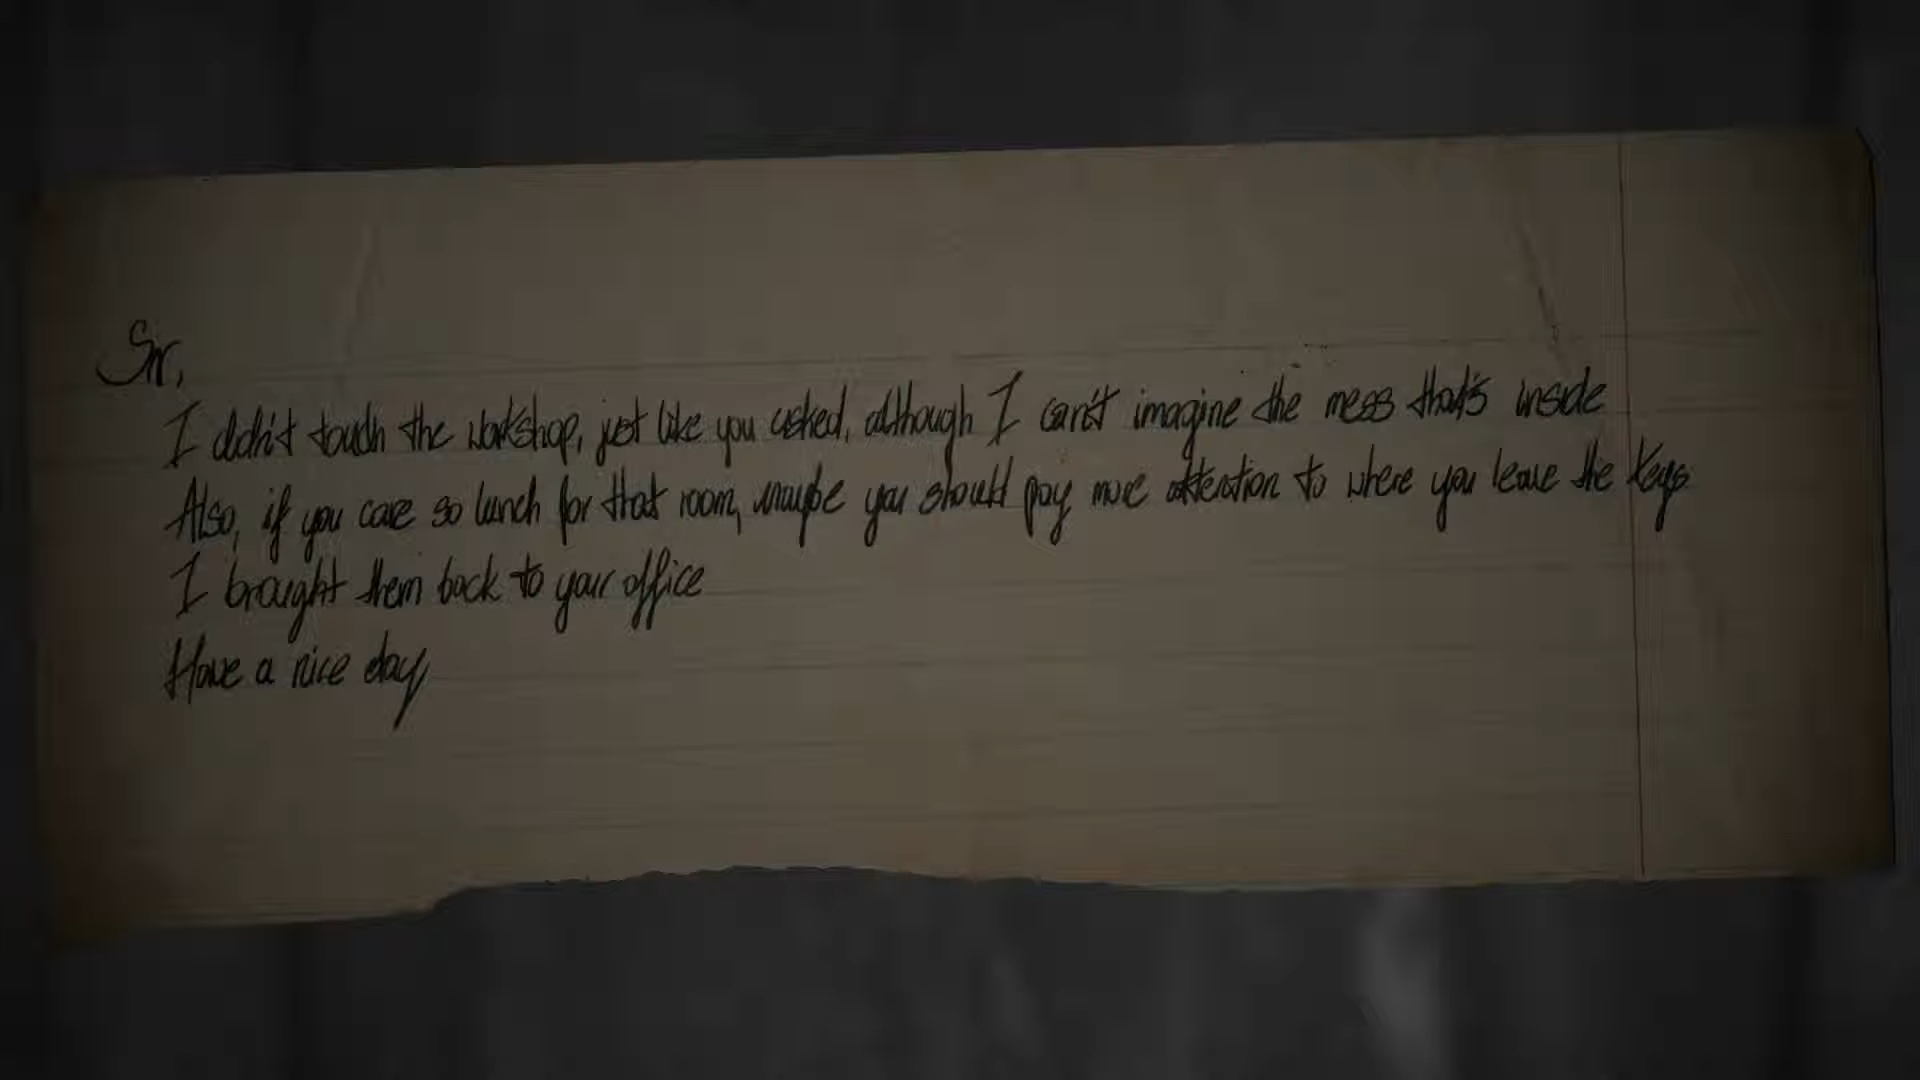 Sir,
I didn't touch the workshop, just like you asked, although I can't imagine the mess that's inside
Also, if you care so much for that room, maybe you should pay more attention to where you leave the keys
I brought them back to your office
Have a nice day